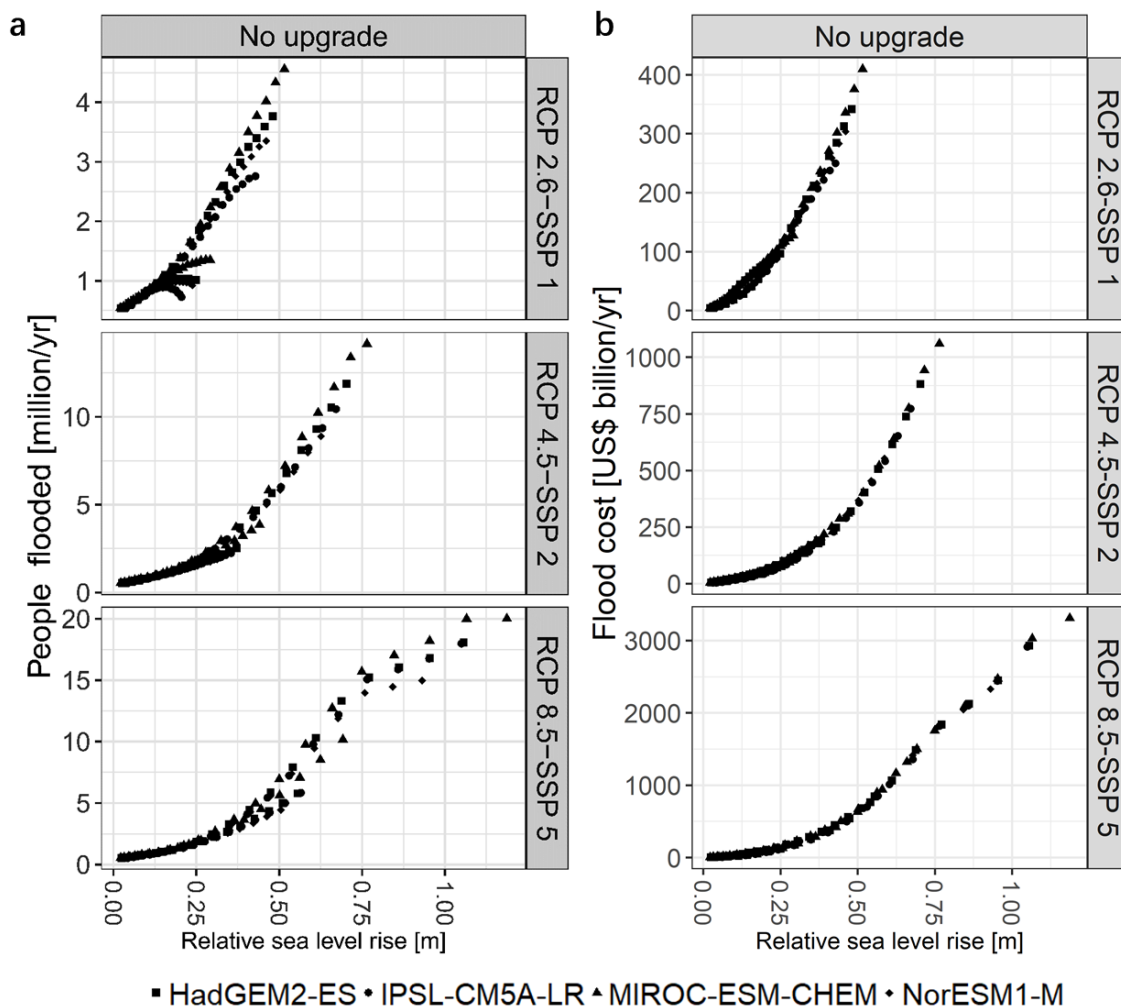 a
No upgrade
People flooded [million/yr]
4
3
2
1
RCP 2.6-SSP 1
10
5
0
RCP 4.5-SSP 2
20
15
10
5
0
RCP 8.5-SSP 5
0.00 0.25 0.50 0.75 1.00
Relative sea level rise [m]
b
No upgrade
Flood cost [US$ billion/yr]
400
300
200
100
0
RCP 2.6-SSP 1
1000
750
500
250
0
RCP 4.5-SSP 2
3000
2000
1000
0
RCP 8.5-SSP 5
0.00 0.25 0.50 0.75 1.00
Relative sea level rise [m]
HadGEM2-ES IPSL-CM5A-LR MIROC-ESM-CHEM NorESM1-M